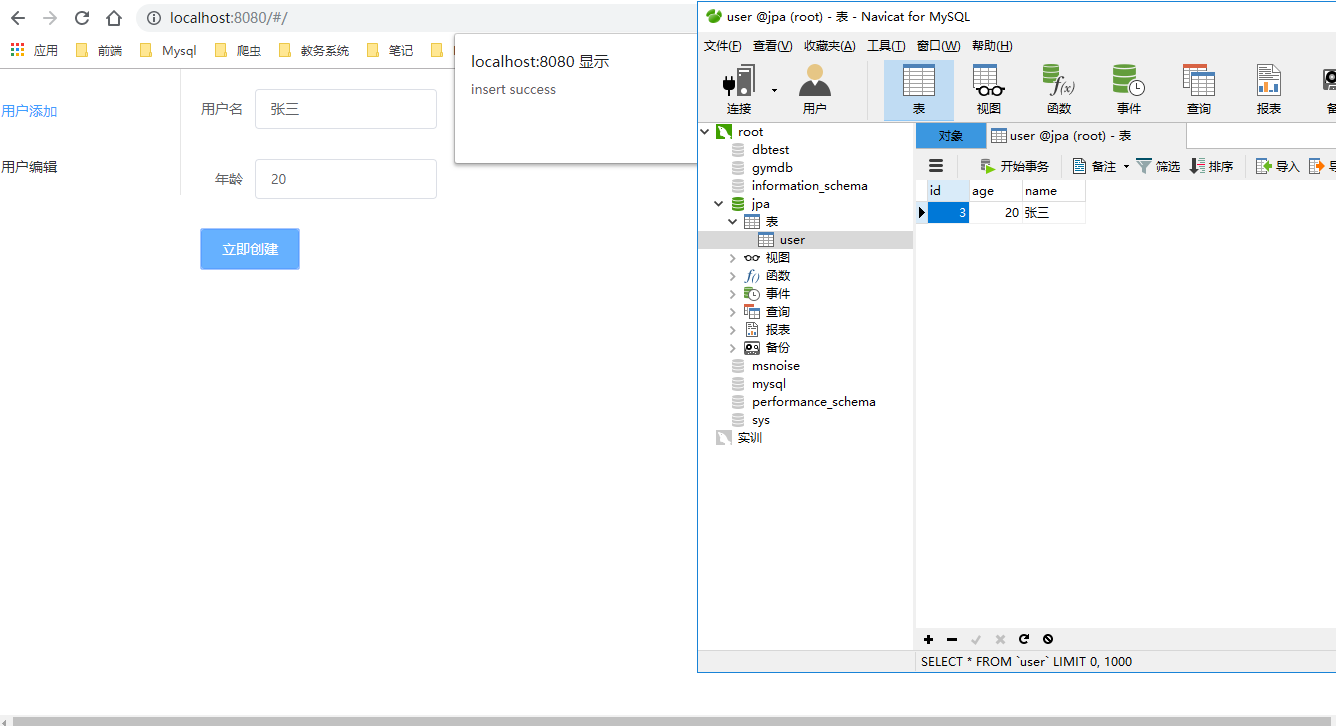 localhost:8080/#/
应用 前端 Mysql 爬虫 教务系统 笔记
localhost:8080 显示
insert success
用户添加
用户编辑
用户名 张三
年龄 20
立即创建
user @jpa (root) - 表 - Navicat for MySQL
文件(F) 查看(V) 收藏夹(A) 工具(T) 窗口(W) 帮助(H)
连接 用户 表 视图 函数 事件 查询 报表
root
dbtest
gymdb
information_schema
jpa
表
user
视图
函数
事件
查询
报表
备份
msnoise
mysql
performance_schema
sys
实训
对象 user @jpa (root) - 表
开始事务 备注 筛选 排序 导入
id age name
3 20 张三
SELECT * FROM `user` LIMIT 0, 1000